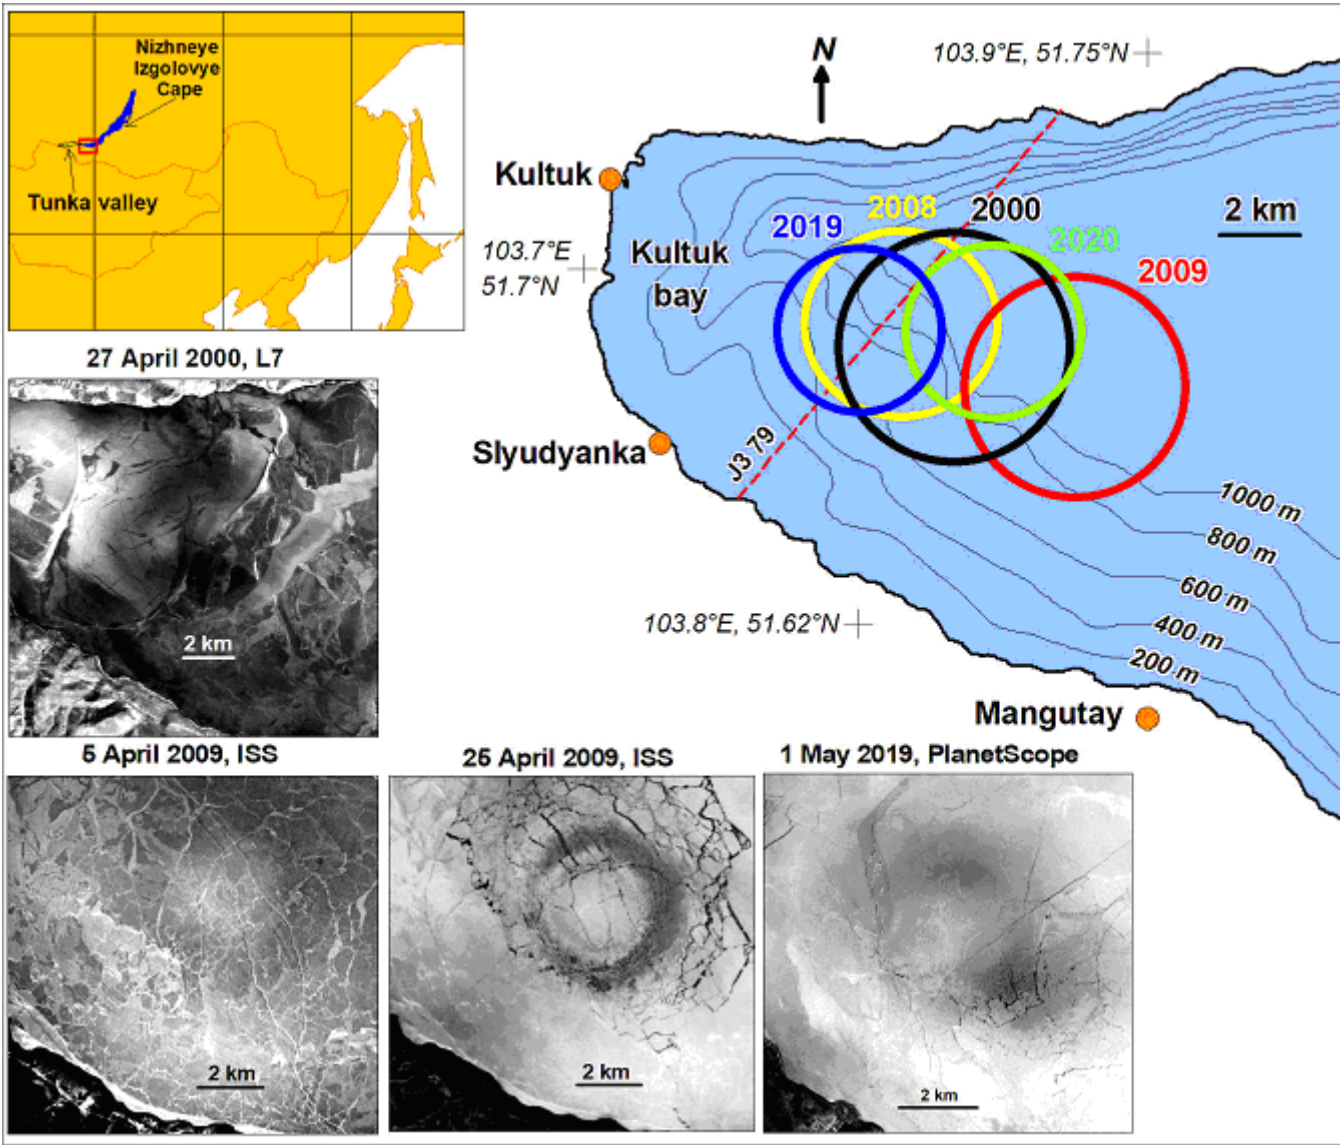 Nizhneye
Izgolovye
Cape
Tunka valley
N
103.9°E, 51.75°N
Kultuk
2019
2008
2000
2020
2009
2 km
103.7°E
51.7°N
Kultuk
bay
Slyudyanka
J3 79
1000 m
800 m
600 m
400 m
200 m
103.8°E, 51.62°N
Mangutay
27 April 2000, L7
2 km
5 April 2009, ISS
2 km
25 April 2009, ISS
2 km
1 May 2019, PlanetScope
2 km